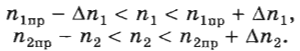 n₁пр − Δn₁ < n₁ < n₁пр + Δn₁,
n₂пр − n₂ < n₂ < n₂пр + Δn₂.